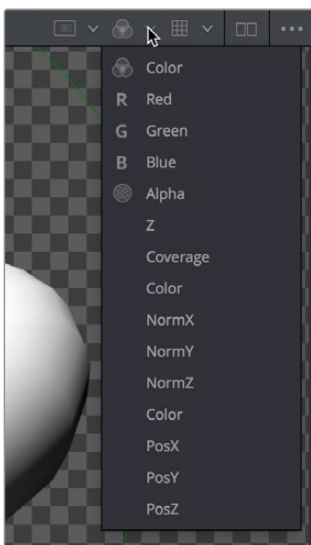 Color
R Red
G Green
B Blue
Alpha
Z
Coverage
Color
NormX
NormY
NormZ
Color
PosX
PosY
PosZ